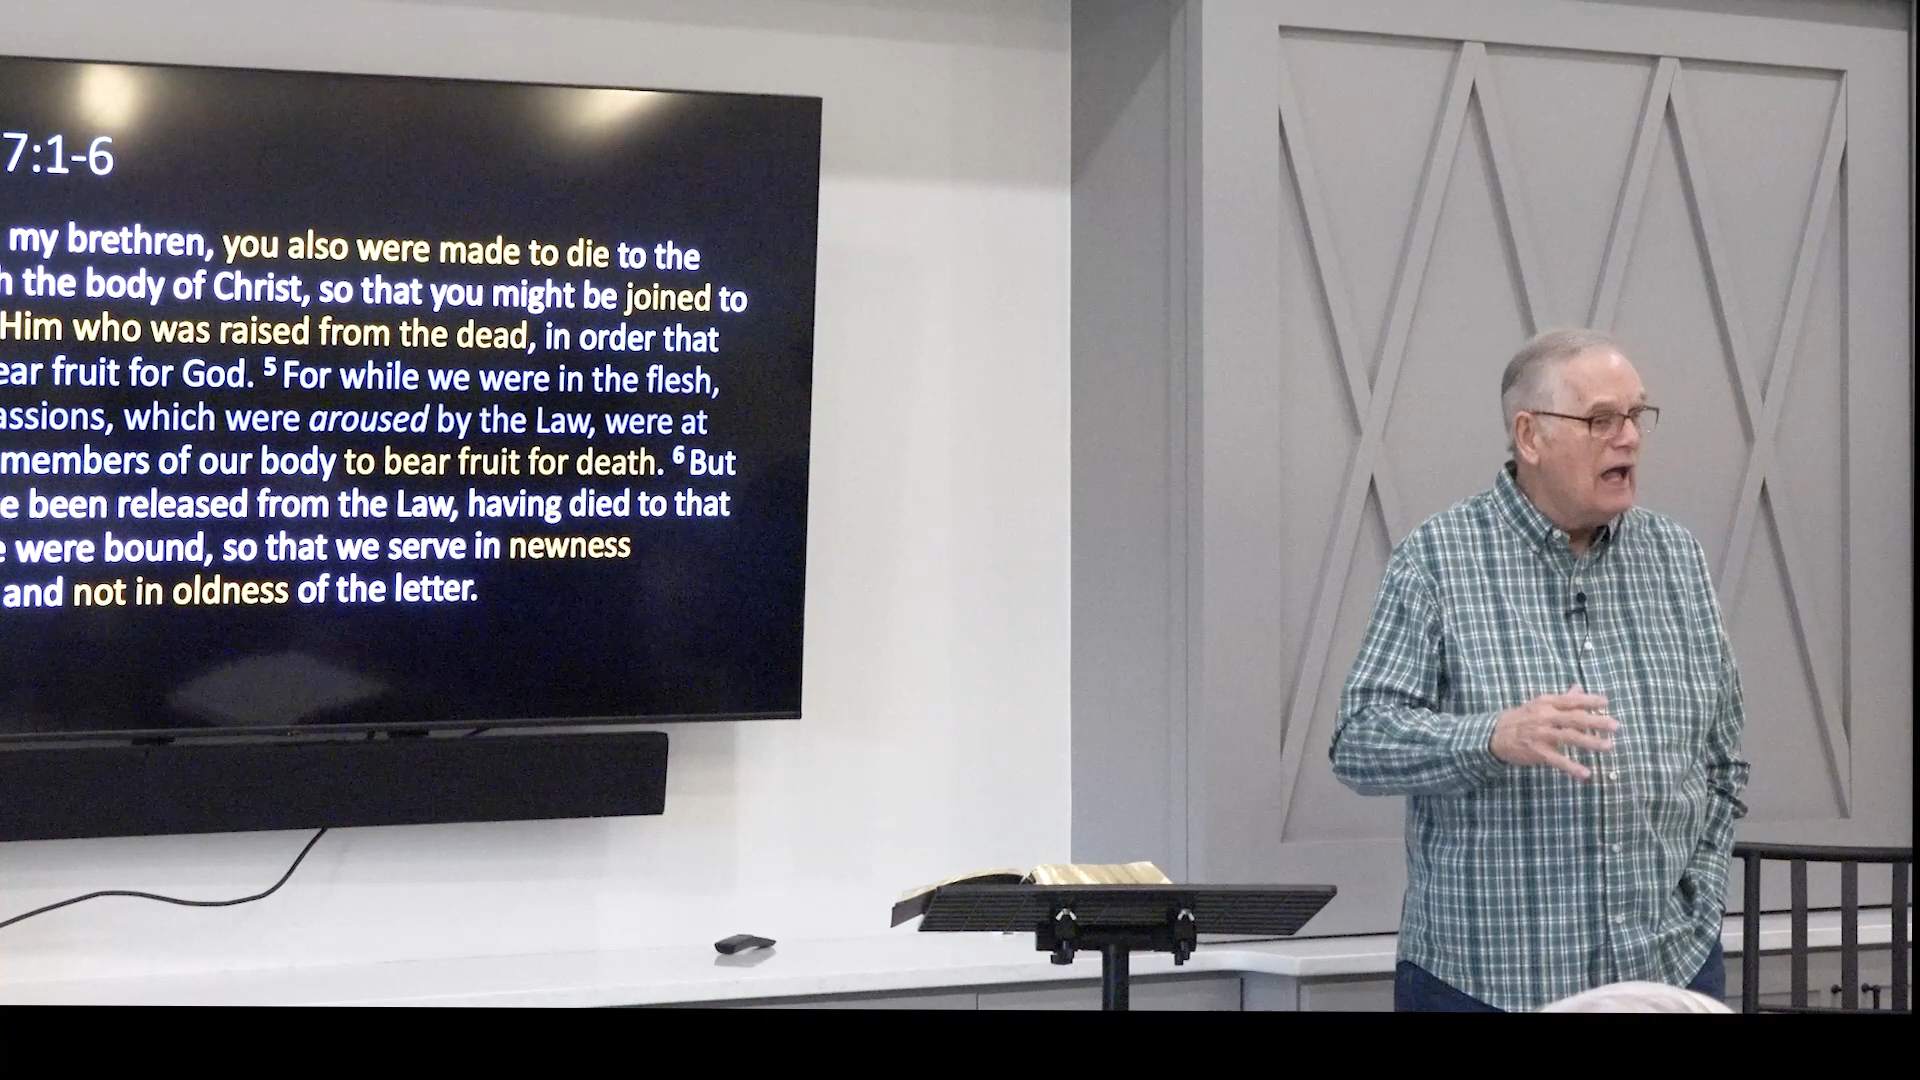 7:1-6
my brethren, you also were made to die to the
the body of Christ, so that you might be joined to
Him who was raised from the dead, in order that
fruit for God. ⁵ For while we were in the flesh,
which were aroused by the Law, were at
members of our body to bear fruit for death. ⁶ But
been released from the Law, having died to that
were bound, so that we serve in newness
and not in oldness of the letter.